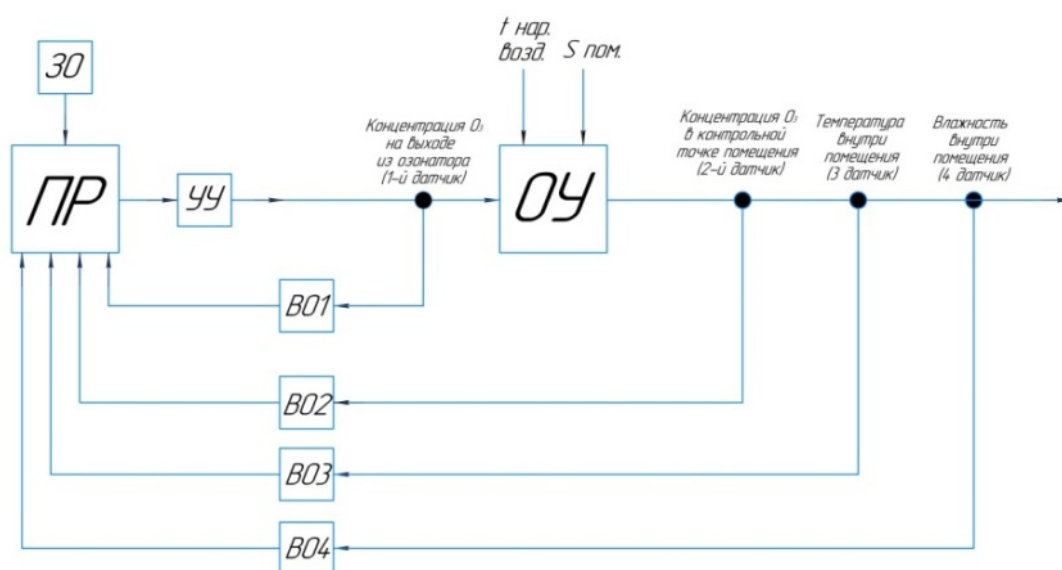 t нар.
возд.
S пом.
ЗО
Концентрация O₃
на выходе
из озонатора
(1-й датчик)
Концентрация O₃
в контрольной
точке помещения
(2-й датчик)
Температура
внутри
помещения
(3 датчик)
Влажность
внутри
помещения
(4 датчик)
ПР
УУ
ОУ
ВО1
ВО2
ВО3
ВО4